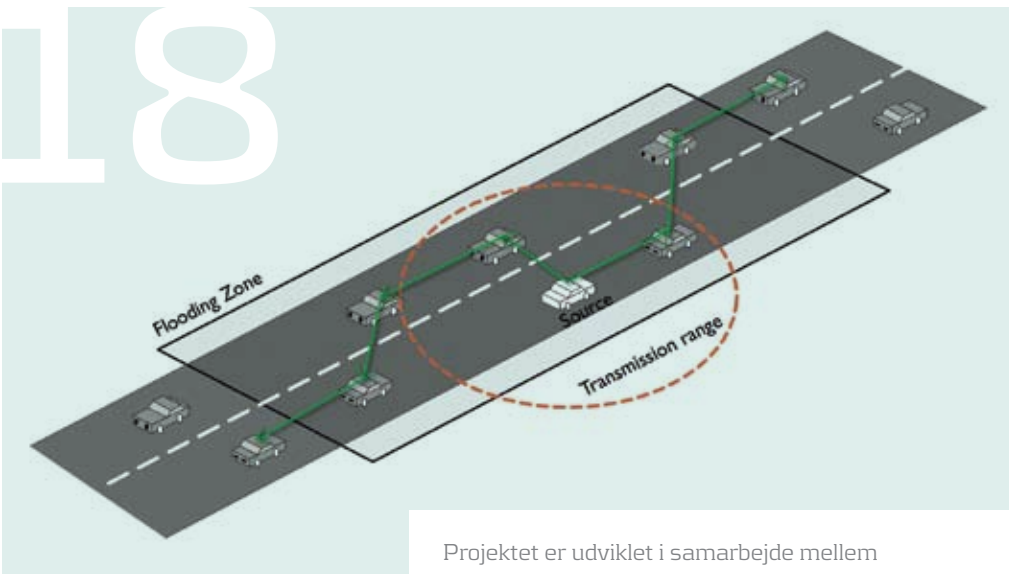 18
Flooding Zone
Source
Transmission range
Projektet er udviklet i samarbejde mellem